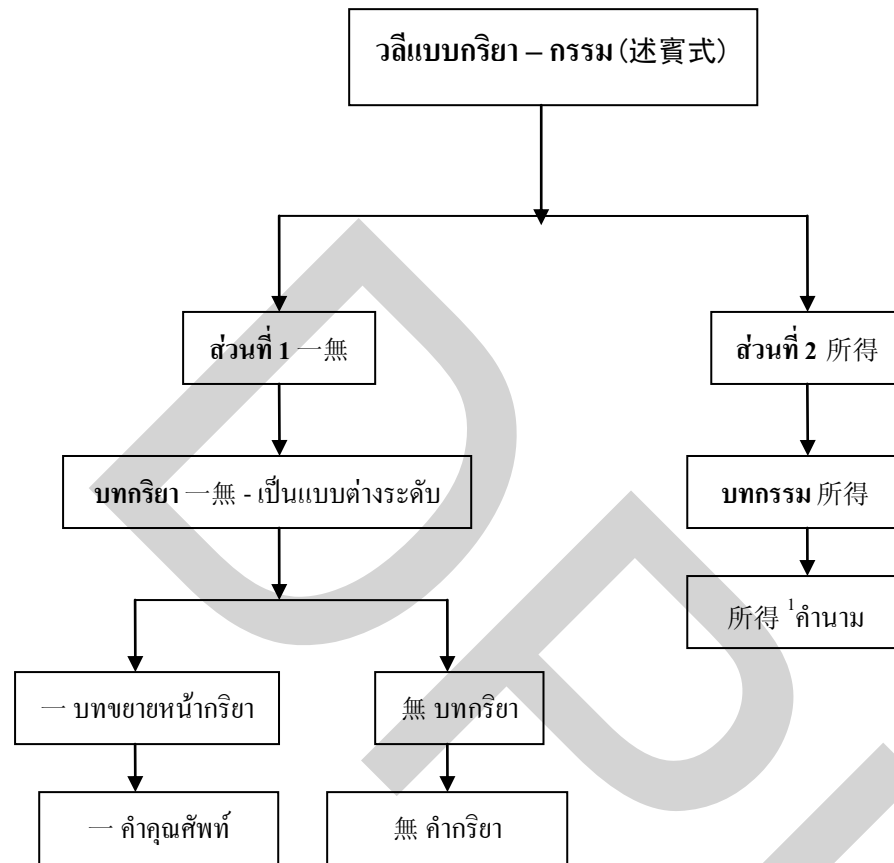 วลีแบบกริยา – กรรม (述賓式)
ส่วนที่ 1 一無
ส่วนที่ 2 所得
บทกริยา 一無 - เป็นแบบต่างระดับ
บทกรรม 所得
所得 ¹คำนาม
一 บทขยายหน้ากริยา
無 บทกริยา
一 คำคุณศัพท์
無 คำกริยา